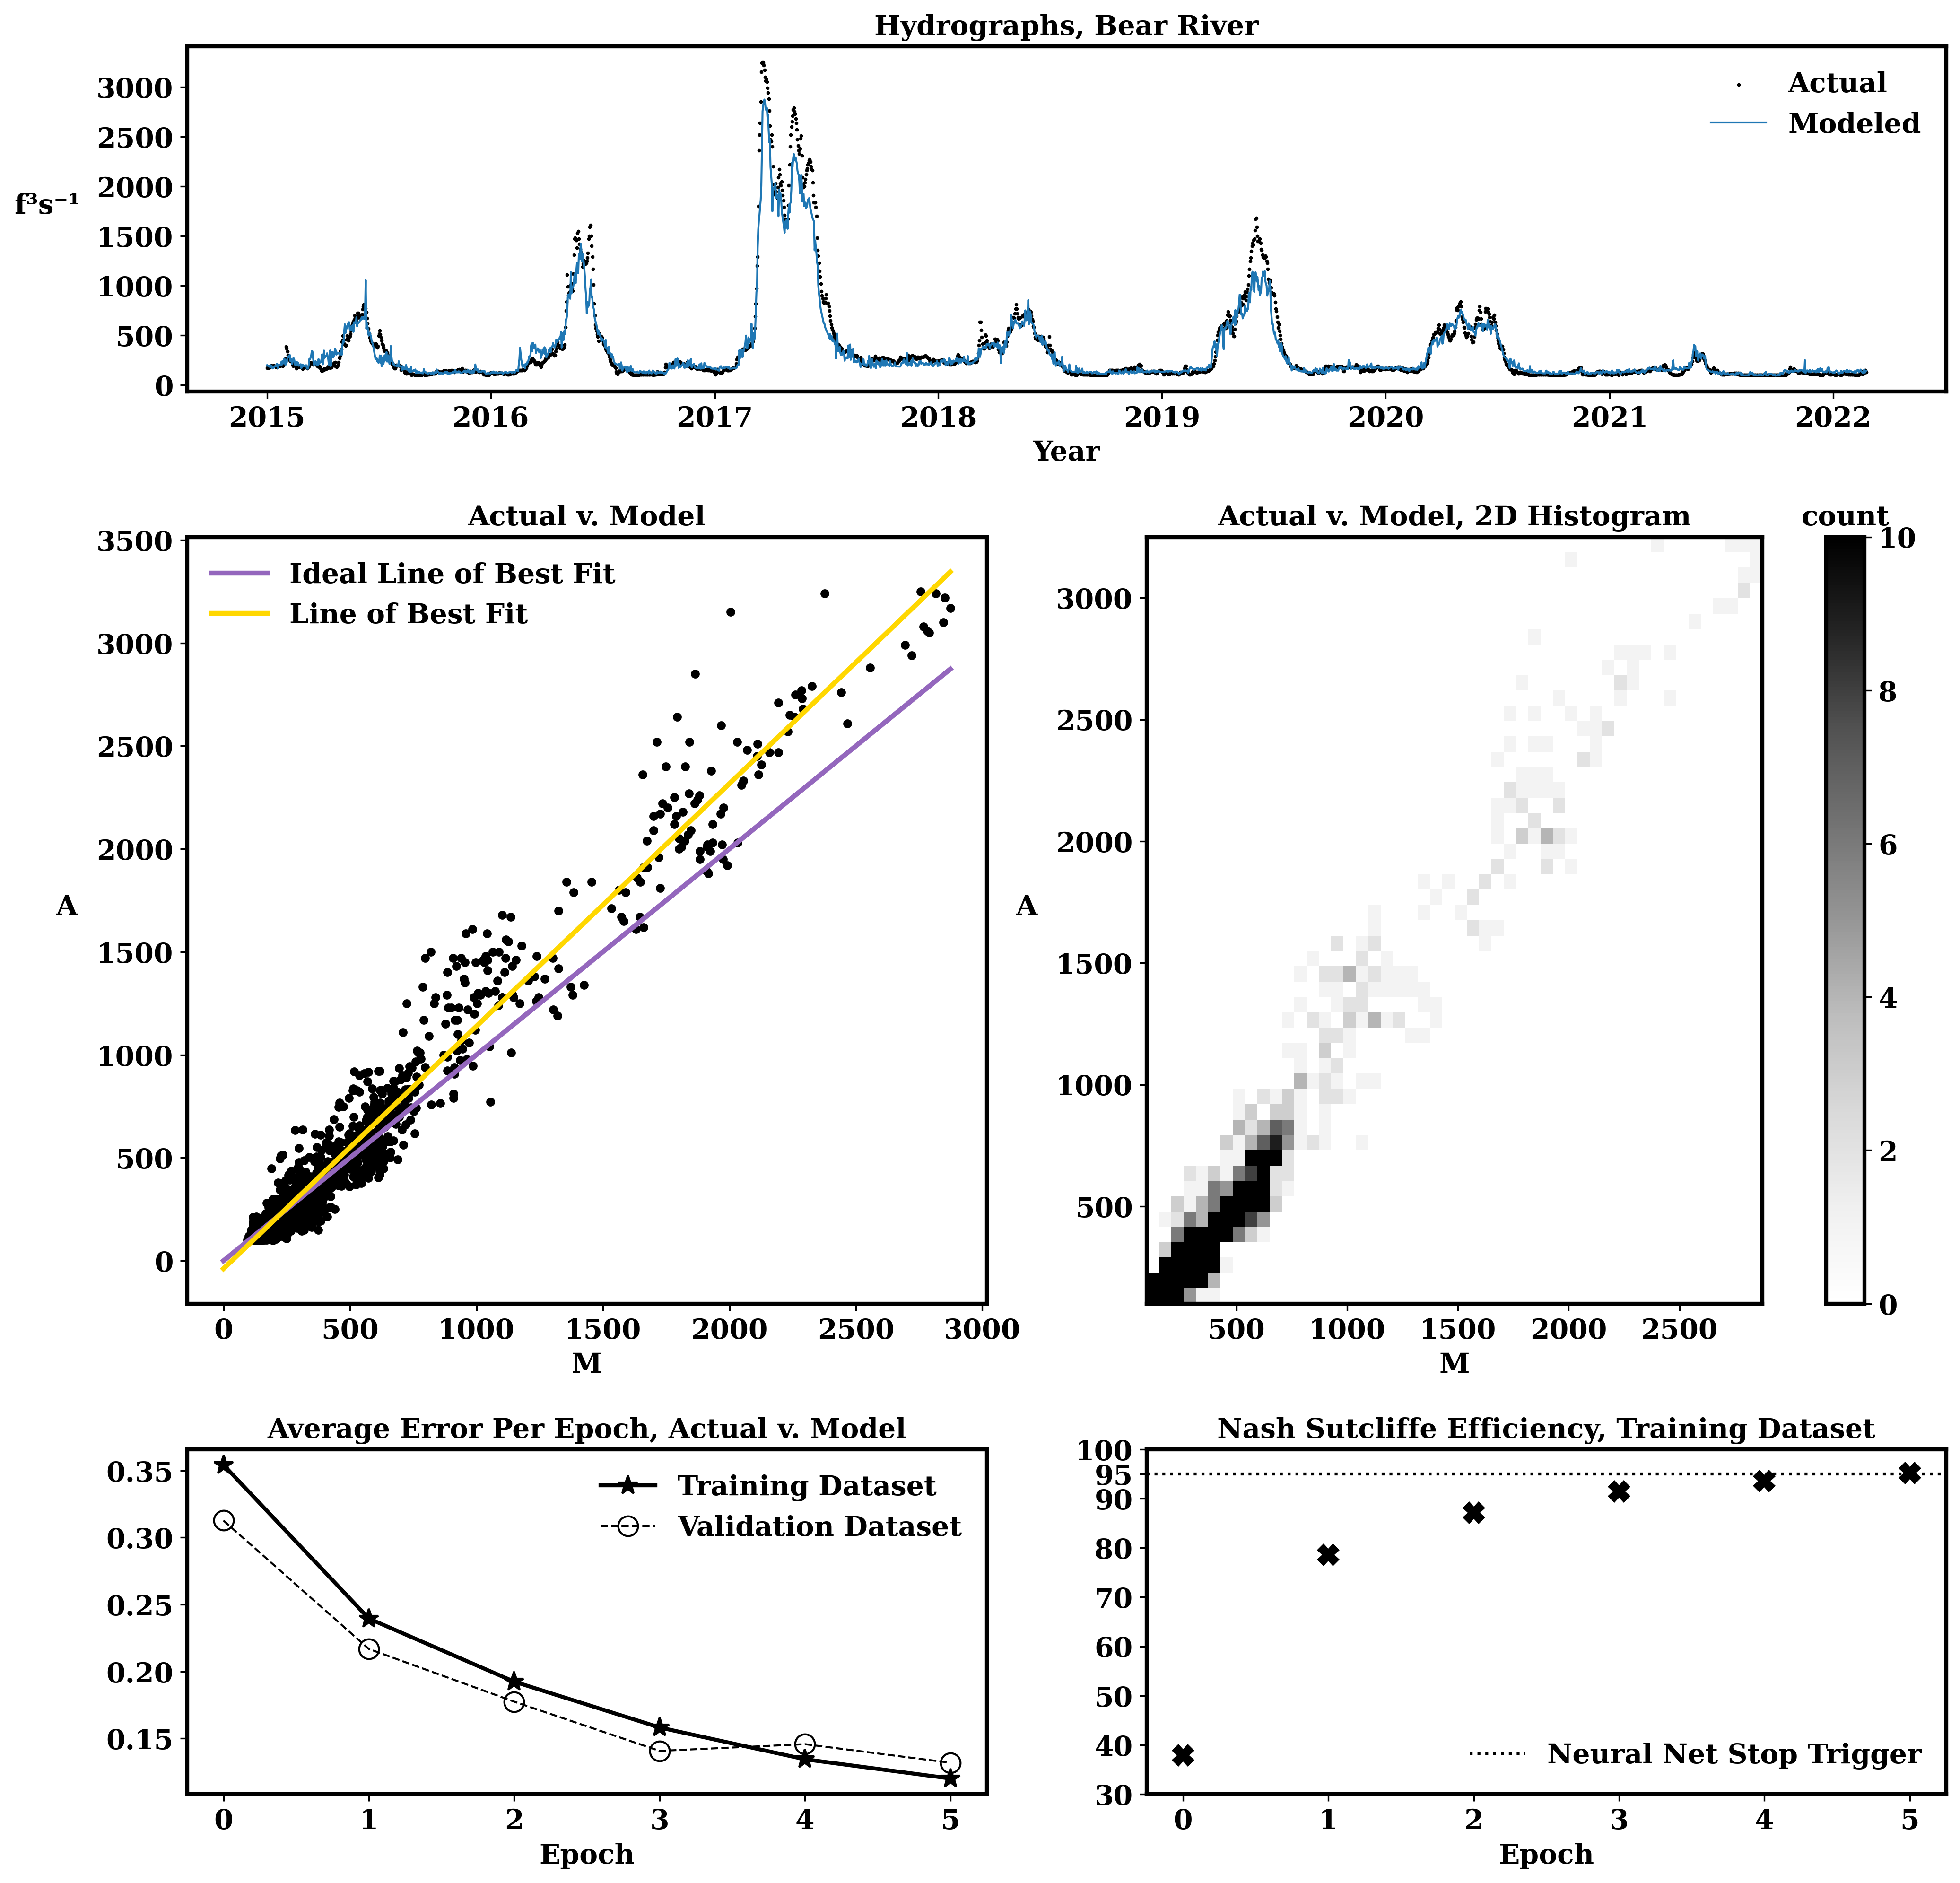 Hydrographs, Bear River
3000
2500
2000
1500
1000
500
0
f³s⁻¹
Actual
Modeled
2015 2016 2017 2018 2019 2020 2021 2022
Year
Actual v. Model
3500
3000
2500
2000
1500
1000
500
0
A
Ideal Line of Best Fit
Line of Best Fit
0 500 1000 1500 2000 2500 3000
M
Actual v. Model, 2D Histogram
3000
2500
2000
1500
1000
500
A
500 1000 1500 2000 2500
M
count
10
8
6
4
2
0
Average Error Per Epoch, Actual v. Model
0.35
0.30
0.25
0.20
0.15
Training Dataset
Validation Dataset
0 1 2 3 4 5
Epoch
Nash Sutcliffe Efficiency, Training Dataset
100
95
90
80
70
60
50
40
30
Neural Net Stop Trigger
0 1 2 3 4 5
Epoch